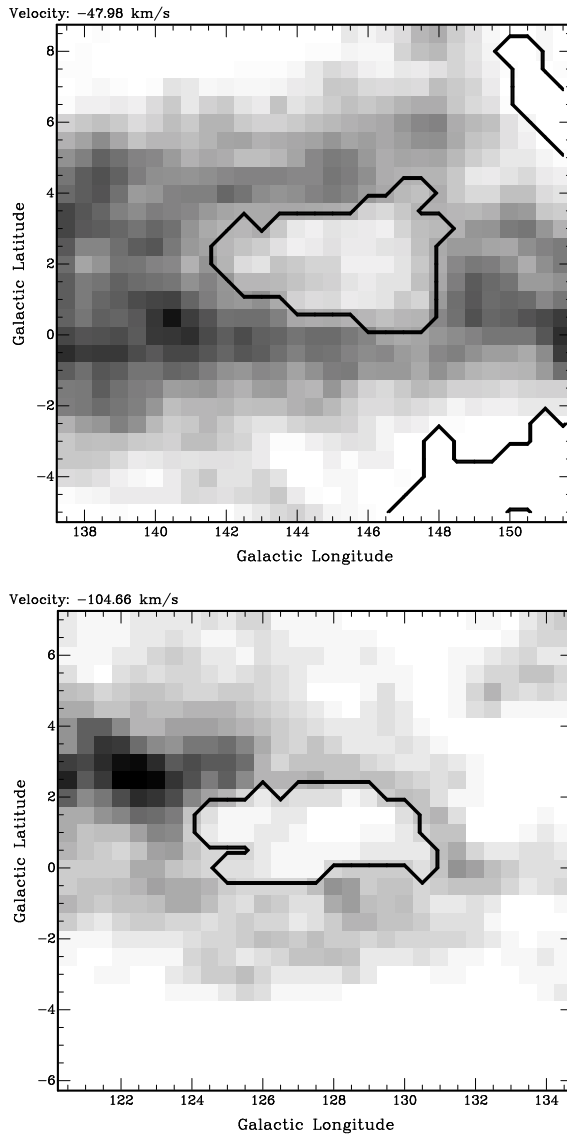 Velocity: −47.98 km/s
8
6
4
2
0
−2
−4
Galactic Latitude
138 140 142 144 146 148 150
Galactic Longitude
Velocity: −104.66 km/s
6
4
2
0
−2
−4
−6
Galactic Latitude
122 124 126 128 130 132 134
Galactic Longitude